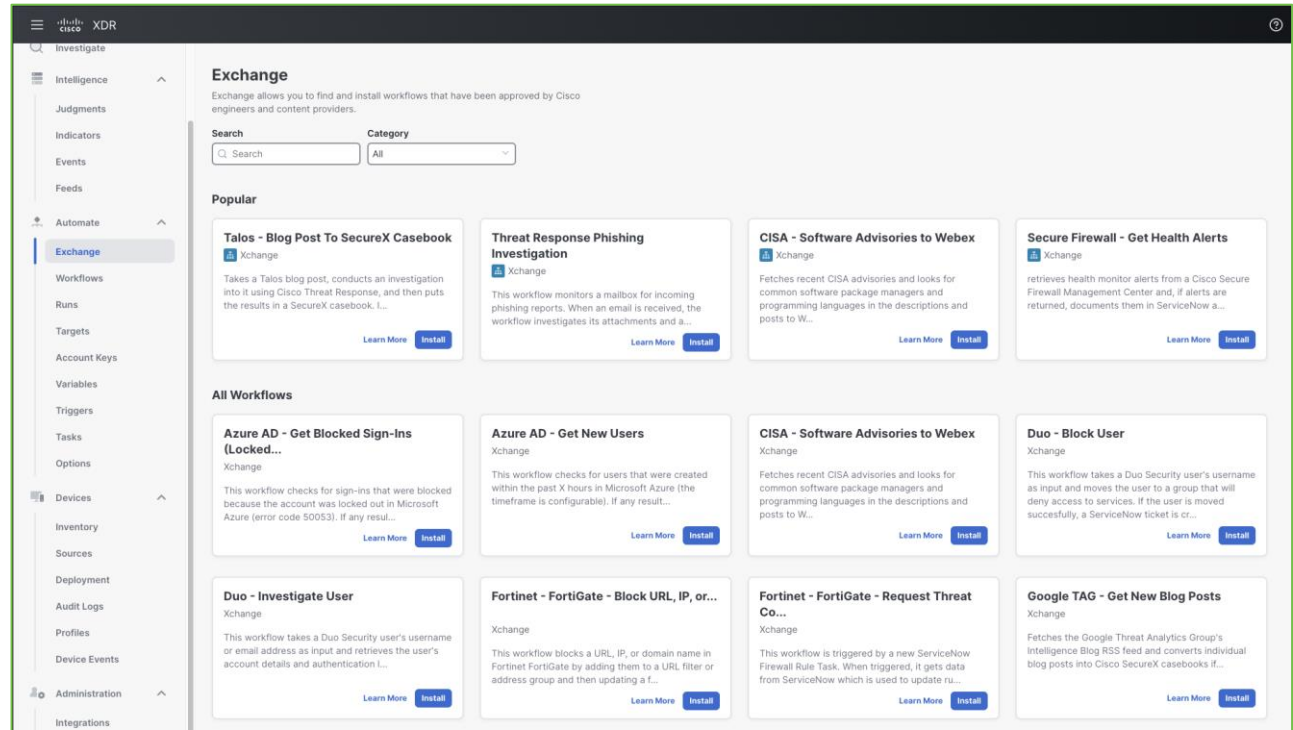 CISCO XDR
Investigate
Intelligence
Judgments
Indicators
Events
Feeds
Automate
Exchange
Workflows
Runs
Targets
Account Keys
Variables
Triggers
Tasks
Options
Devices
Inventory
Sources
Deployment
Audit Logs
Profiles
Device Events
Administration
Integrations
Exchange
Exchange allows you to find and install workflows that have been approved by Cisco
engineers and content providers.
Search Category
Search All
Popular
Talos - Blog Post To SecureX Casebook
Xchange
Takes a Talos blog post, conducts an investigation
into it using Cisco Threat Response, and then puts
the results in a SecureX casebook. I...
Learn More Install
Threat Response Phishing
Investigation
Xchange
This workflow monitors a mailbox for incoming
phishing reports. When an email is received, the
workflow investigates its attachments and a...
Learn More Install
CISA - Software Advisories to Webex
Xchange
Fetches recent CISA advisories and looks for
common software package managers and
programming languages in the descriptions and
posts to W...
Learn More Install
Secure Firewall - Get Health Alerts
Xchange
retrieves health monitor alerts from a Cisco Secure
Firewall Management Center and, if alerts are
returned, documents them in ServiceNow a...
Learn More Install
All Workflows
Azure AD - Get Blocked Sign-Ins
(Locked...
Xchange
This workflow checks for sign-ins that were blocked
because the account was locked out in Microsoft
Azure (error code 50053). If any resul...
Learn More Install
Azure AD - Get New Users
Xchange
This workflow checks for users that were created
within the past X hours in Microsoft Azure (the
timeframe is configurable). If any result...
Learn More Install
CISA - Software Advisories to Webex
Xchange
Fetches recent CISA advisories and looks for
common software package managers and
programming languages in the descriptions and
posts to W...
Learn More Install
Duo - Block User
Xchange
This workflow takes a Duo Security user's username
as input and moves the user to a group that will
deny access to services. If the user is moved
succesfully, a ServiceNow ticket is cr...
Learn More Install
Duo - Investigate User
Xchange
This workflow takes a Duo Security user's username
or email address as input and retrieves the user's
account details and authentication l...
Learn More Install
Fortinet - FortiGate - Block URL, IP, or...
Xchange
This workflow blocks a URL, IP, or domain name in
Fortinet FortiGate by adding them to a URL filter or
address group and then updating a f...
Learn More Install
Fortinet - FortiGate - Request Threat
Co...
Xchange
This workflow is triggered by a new ServiceNow
Firewall Rule Task. When triggered, it gets data
from ServiceNow which is used to update ru...
Learn More Install
Google TAG - Get New Blog Posts
Xchange
Fetches the Google Threat Analytics Group's
Intelligence Blog RSS feed and converts individual
blog posts into Cisco SecureX casebooks if...
Learn More Install